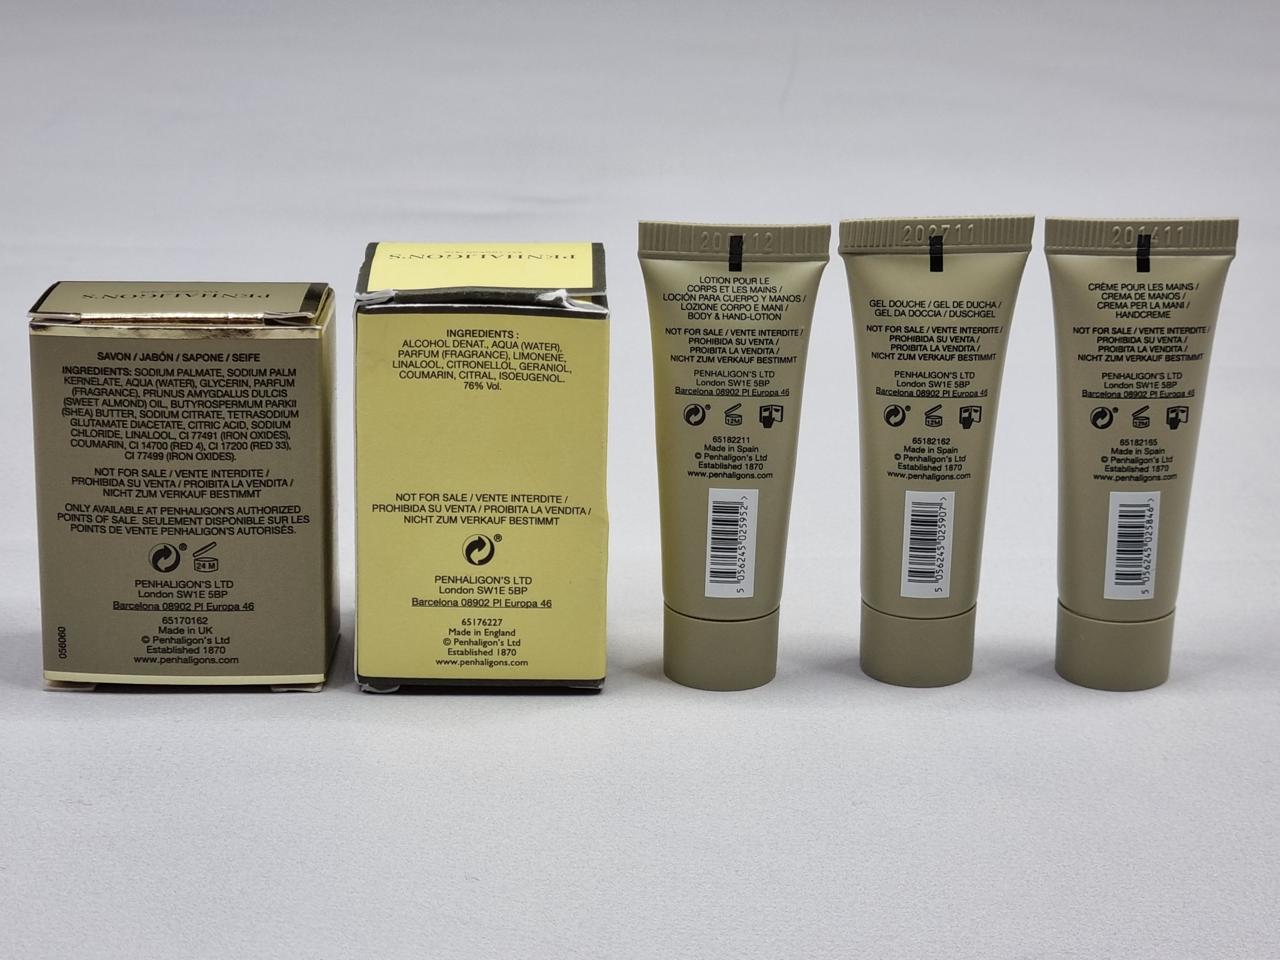 PENHALIGON'S
SAVON / JABÓN / SAPONE / SEIFE
INGREDIENTS: SODIUM PALMATE, SODIUM PALM
KERNELATE, AQUA (WATER), GLYCERIN, PARFUM
(FRAGRANCE), PRUNUS AMYGDALUS DULCIS
(SWEET ALMOND) OIL, BUTYROSPERMUM PARKII
(SHEA) BUTTER, SODIUM CITRATE, TETRASODIUM
GLUTAMATE DIACETATE, CITRIC ACID, SODIUM
CHLORIDE, LINALOOL, CI 77491 (IRON OXIDES),
COUMARIN, CI 14700 (RED 4), CI 17200 (RED 33),
CI 77499 (IRON OXIDES).
NOT FOR SALE / VENTE INTERDITE /
PROHIBIDA SU VENTA / PROIBITA LA VENDITA /
NICHT ZUM VERKAUF BESTIMMT
ONLY AVAILABLE AT PENHALIGON'S AUTHORIZED
POINTS OF SALE. SEULEMENT DISPONIBLE SUR LES
POINTS DE VENTE PENHALIGON'S AUTORISÉS.
® 24 M
PENHALIGON'S LTD
London SW1E 5BP
Barcelona 08902 Pl Europa 46
65170162
Made in UK
© Penhaligon's Ltd
Established 1870
www.penhaligons.com
056060
PENHALIGON'S
INGREDIENTS :
ALCOHOL DENAT., AQUA (WATER),
PARFUM (FRAGRANCE), LIMONENE,
LINALOOL, CITRONELLOL, GERANIOL,
COUMARIN, CITRAL, ISOEUGENOL.
76% Vol.
NOT FOR SALE / VENTE INTERDITE /
PROHIBIDA SU VENTA / PROIBITA LA VENDITA /
NICHT ZUM VERKAUF BESTIMMT
®
PENHALIGON'S LTD
London SW1E 5BP
Barcelona 08902 Pl Europa 46
65176227
Made in England
© Penhaligon's Ltd
Established 1870
www.penhaligons.com
LOTION POUR LE
CORPS ET LES MAINS /
LOCIÓN PARA CUERPO Y MANOS /
LOZIONE CORPO E MANI /
BODY & HAND-LOTION
NOT FOR SALE / VENTE INTERDITE /
PROHIBIDA SU VENTA /
PROIBITA LA VENDITA /
NICHT ZUM VERKAUF BESTIMMT
PENHALIGON'S LTD
London SW1E 5BP
Barcelona 08902 Pl Europa 46
® 12M
65182211
Made in Spain
© Penhaligon's Ltd
Established 1870
www.penhaligons.com
5 056245 025952 >
GEL DOUCHE / GEL DE DUCHA /
GEL DA DOCCIA / DUSCHGEL
NOT FOR SALE / VENTE INTERDITE /
PROHIBIDA SU VENTA /
PROIBITA LA VENDITA /
NICHT ZUM VERKAUF BESTIMMT
PENHALIGON'S LTD
London SW1E 5BP
Barcelona 08902 Pl Europa 46
® 12M
65182162
Made in Spain
© Penhaligon's Ltd
Established 1870
www.penhaligons.com
5 056245 025907 >
CRÈME POUR LES MAINS /
CREMA DE MANOS /
CREMA PER LA MANI /
HANDCREME
NOT FOR SALE / VENTE INTERDITE /
PROHIBIDA SU VENTA /
PROIBITA LA VENDITA /
NICHT ZUM VERKAUF BESTIMMT
PENHALIGON'S LTD
London SW1E 5BP
Barcelona 08902 Pl Europa 46
® 12M
65182165
Made in Spain
© Penhaligon's Ltd
Established 1870
www.penhaligons.com
5 056245 025846 >